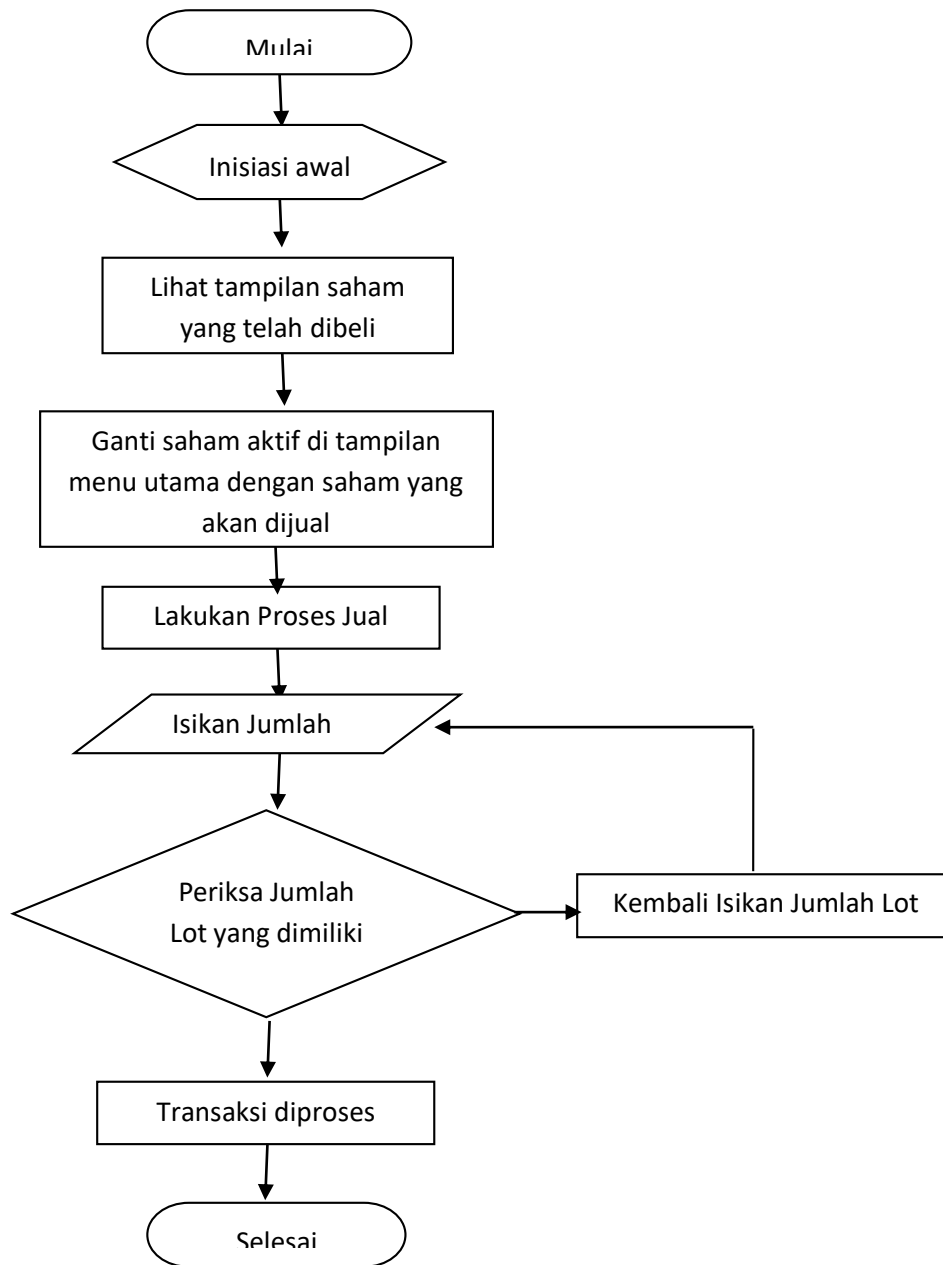 Mulai
Inisiasi awal
Lihat tampilan saham
yang telah dibeli
Ganti saham aktif di tampilan
menu utama dengan saham yang
akan dijual
Lakukan Proses Jual
Isikan Jumlah
Periksa Jumlah
Lot yang dimiliki
Kembali Isikan Jumlah Lot
Transaksi diproses
Selesai